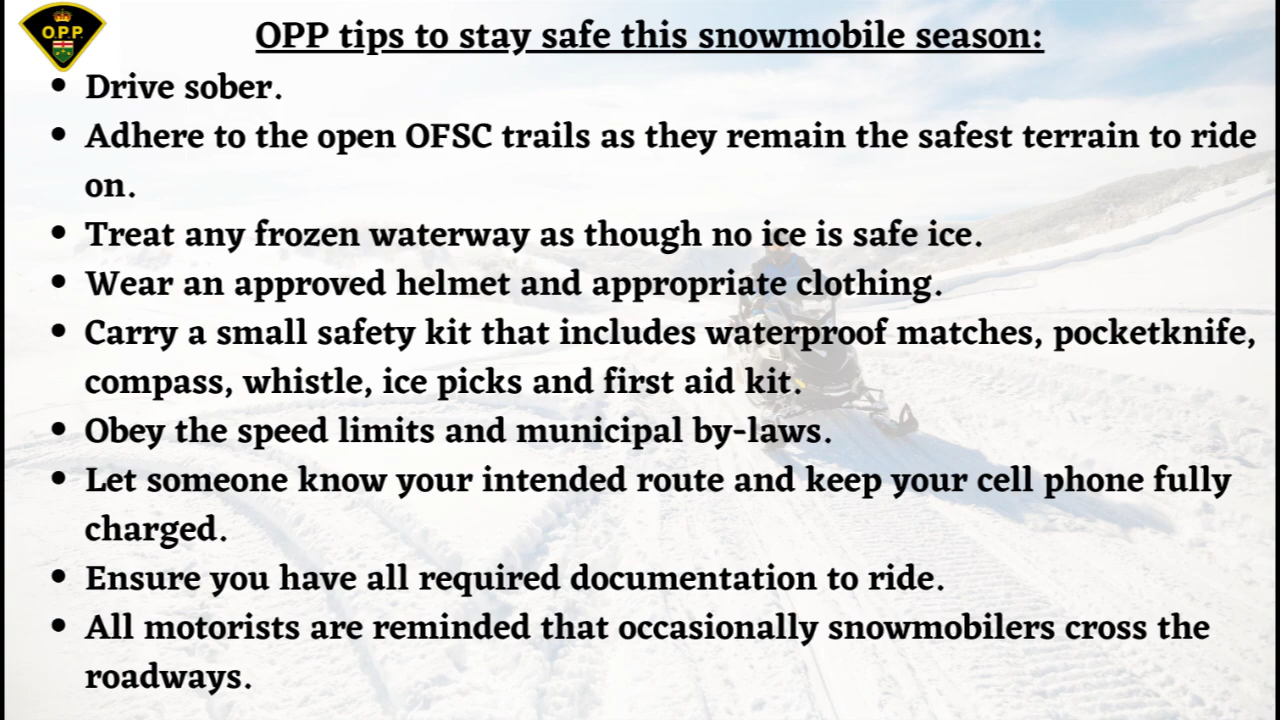 OPP
OPP tips to stay safe this snowmobile season:
• Drive sober.
• Adhere to the open OFSC trails as they remain the safest terrain to ride
on.
• Treat any frozen waterway as though no ice is safe ice.
• Wear an approved helmet and appropriate clothing.
• Carry a small safety kit that includes waterproof matches, pocketknife,
compass, whistle, ice picks and first aid kit.
• Obey the speed limits and municipal by-laws.
• Let someone know your intended route and keep your cell phone fully
charged.
• Ensure you have all required documentation to ride.
• All motorists are reminded that occasionally snowmobilers cross the
roadways.